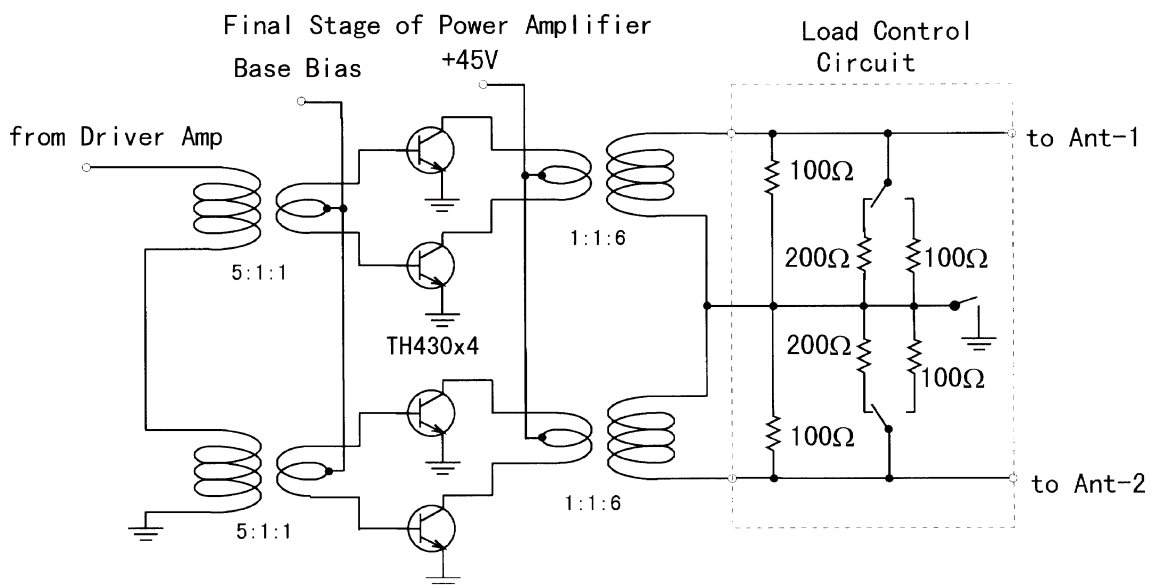 Final Stage of Power Amplifier
Load Control
Circuit
+45V
Base Bias
from Driver Amp
to Ant-1
100Ω
200Ω
100Ω
5:1:1
1:1:6
TH430x4
200Ω
100Ω
100Ω
to Ant-2
5:1:1
1:1:6